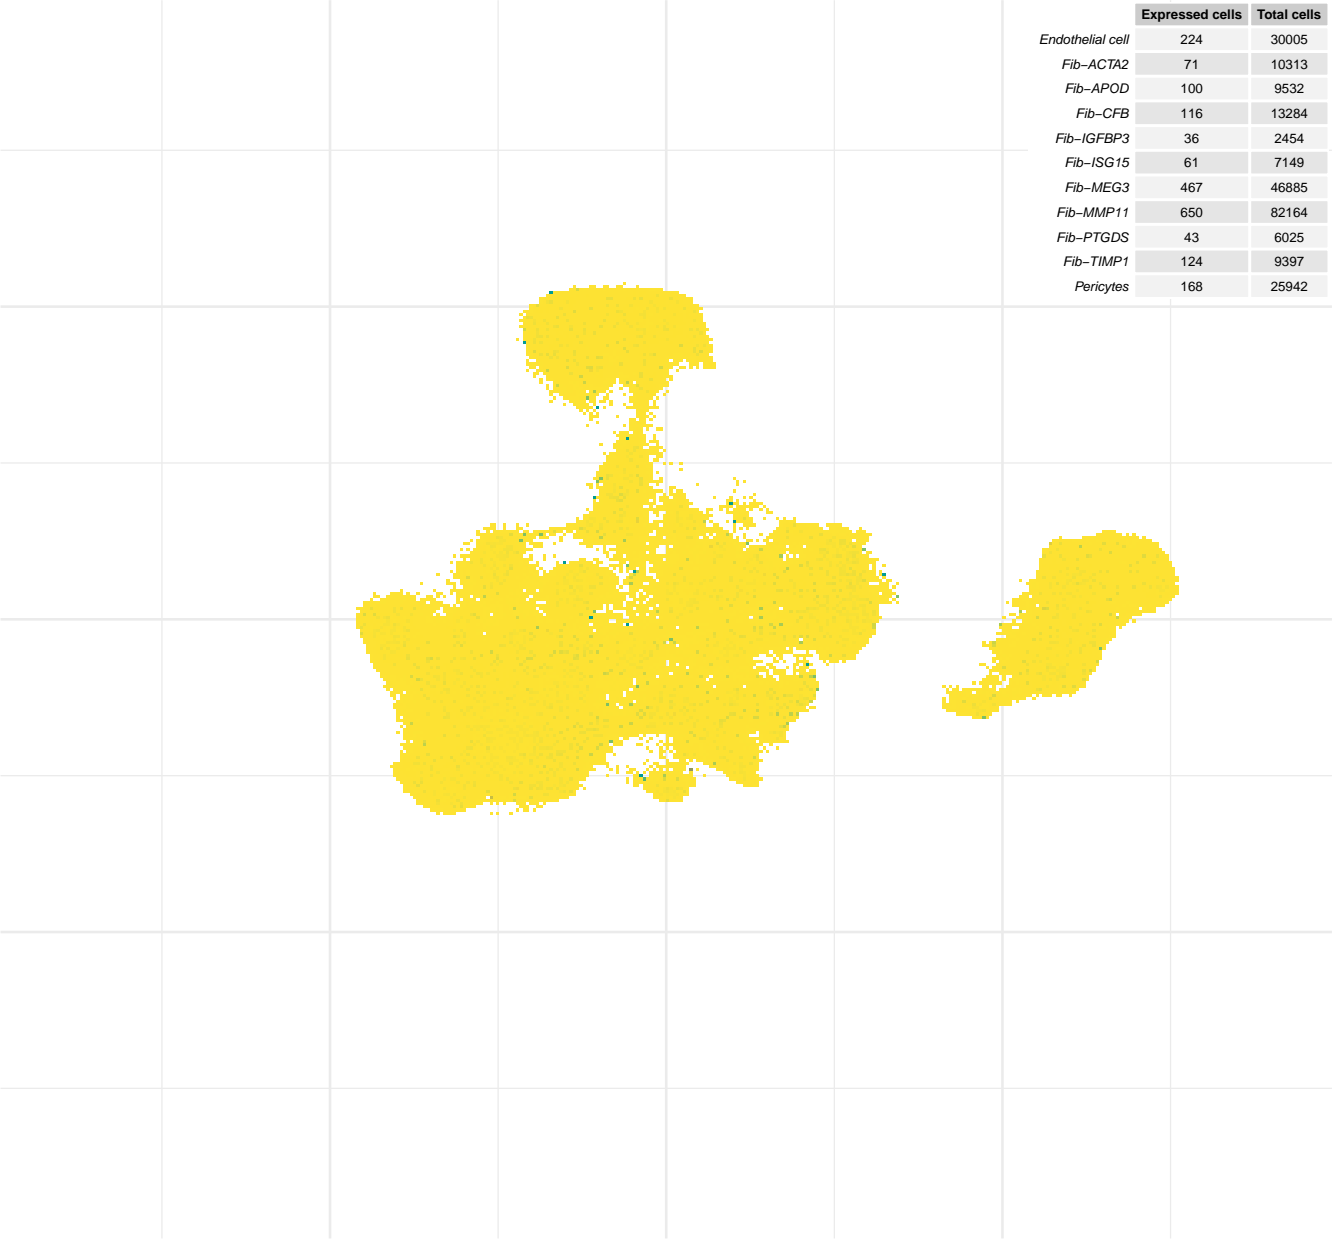 Expressed cells Total cells
Endothelial cell 224 30005
Fib−ACTA2 71 10313
Fib−APOD 100 9532
Fib−CFB 116 13284
Fib−IGFBP3 36 2454
Fib−ISG15 61 7149
Fib−MEG3 467 46885
Fib−MMP11 650 82164
Fib−PTGDS 43 6025
Fib−TIMP1 124 9397
Pericytes 168 25942